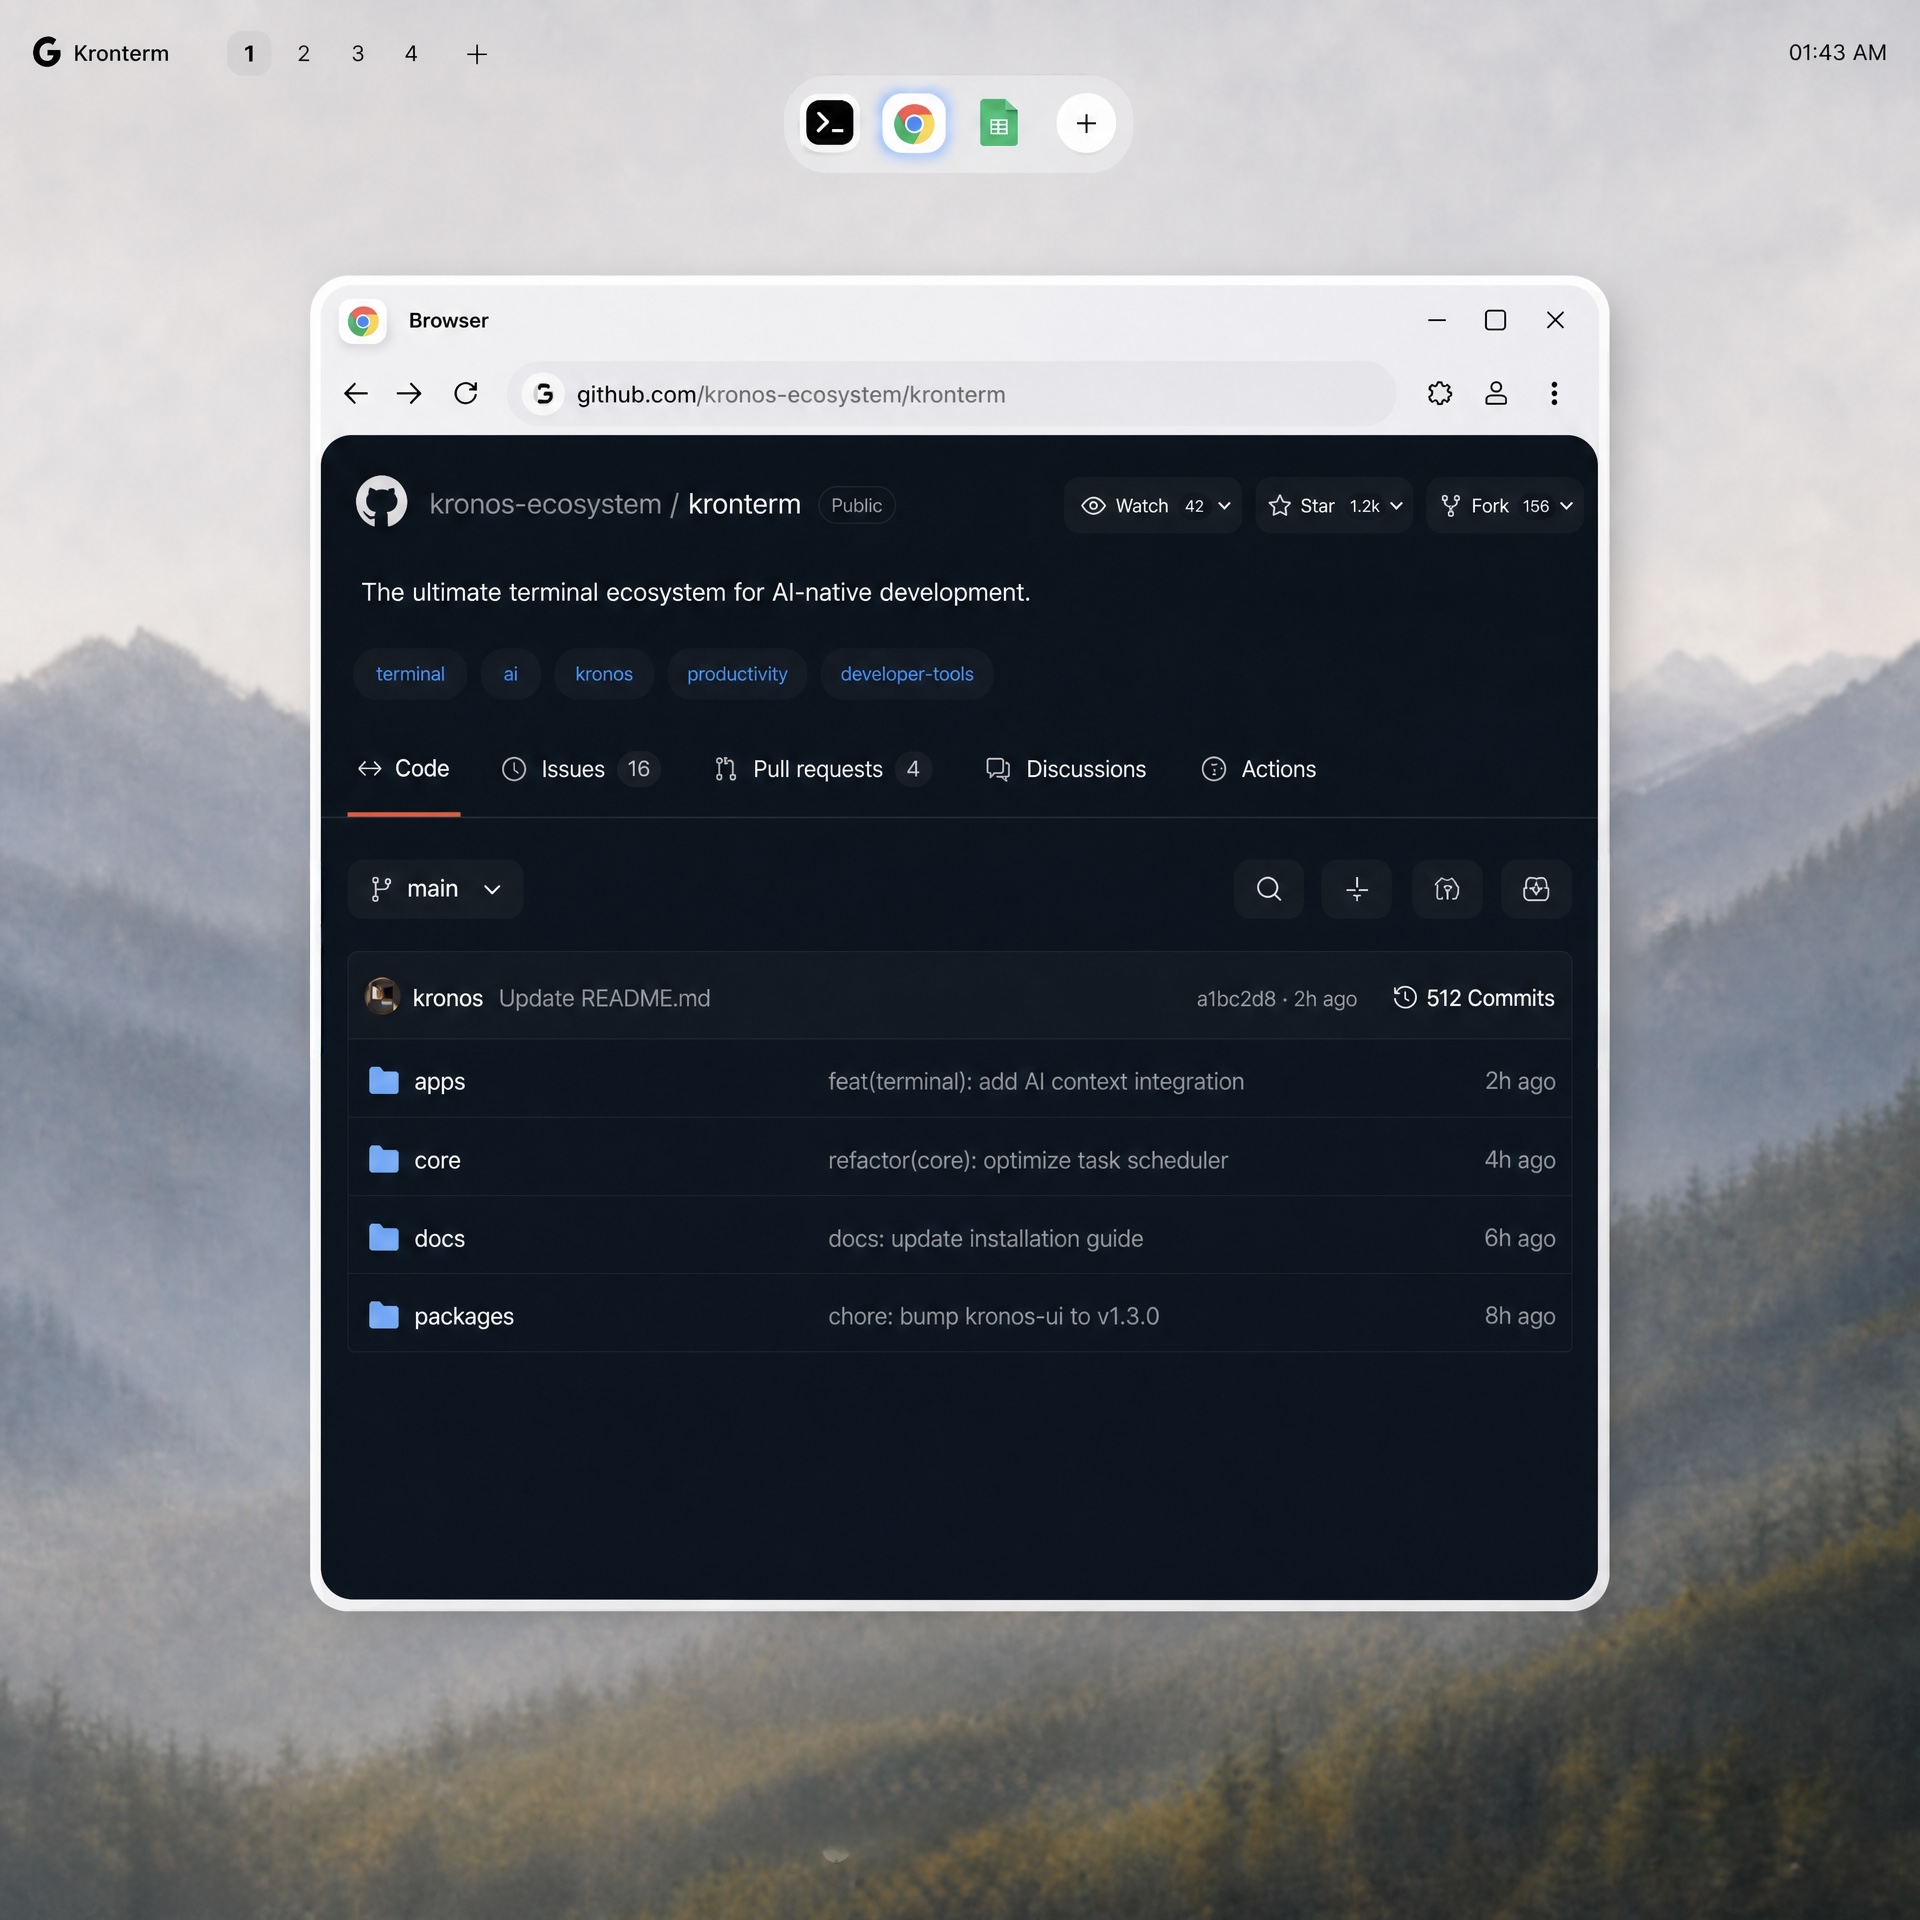 Kronterm 1 2 3 4
01:43 AM
Browser
github.com/kronos-ecosystem/kronterm
kronos-ecosystem / kronterm Public
Watch 42 Star 1.2k Fork 156
The ultimate terminal ecosystem for AI-native development.
terminal ai kronos productivity developer-tools
Code Issues 16 Pull requests 4 Discussions Actions
main
kronos Update README.md a1bc2d8 · 2h ago 512 Commits
apps feat(terminal): add AI context integration 2h ago
core refactor(core): optimize task scheduler 4h ago
docs docs: update installation guide 6h ago
packages chore: bump kronos-ui to v1.3.0 8h ago